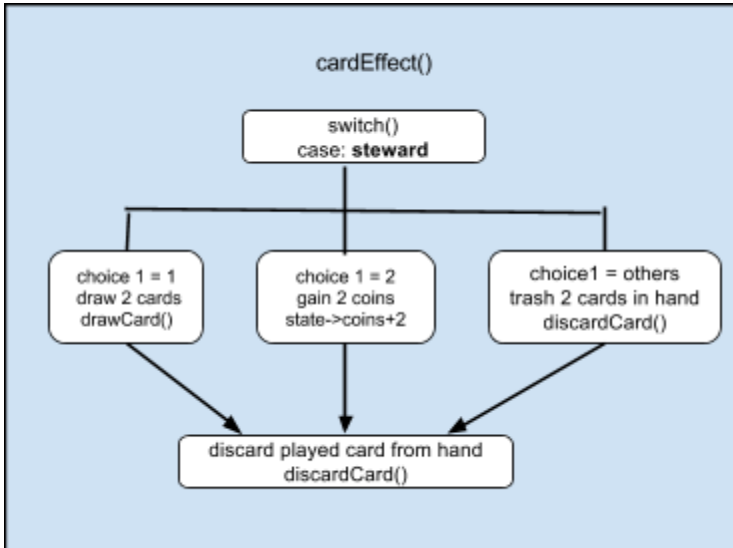 cardEffect()
switch()
case: steward
choice 1 = 1
draw 2 cards
drawCard()
choice 1 = 2
gain 2 coins
state->coins+2
choice1 = others
trash 2 cards in hand
discardCard()
discard played card from hand
discardCard()